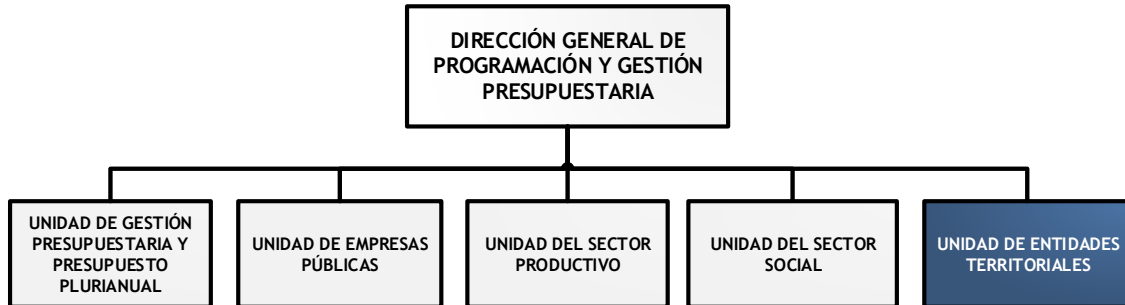 DIRECCIÓN GENERAL DE
PROGRAMACIÓN Y GESTIÓN
PRESUPUESTARIA
UNIDAD DE GESTIÓN
PRESUPUESTARIA Y
PRESUPUESTO
PLURIANUAL
UNIDAD DE EMPRESAS
PÚBLICAS
UNIDAD DEL SECTOR
PRODUCTIVO
UNIDAD DEL SECTOR
SOCIAL
UNIDAD DE ENTIDADES
TERRITORIALES